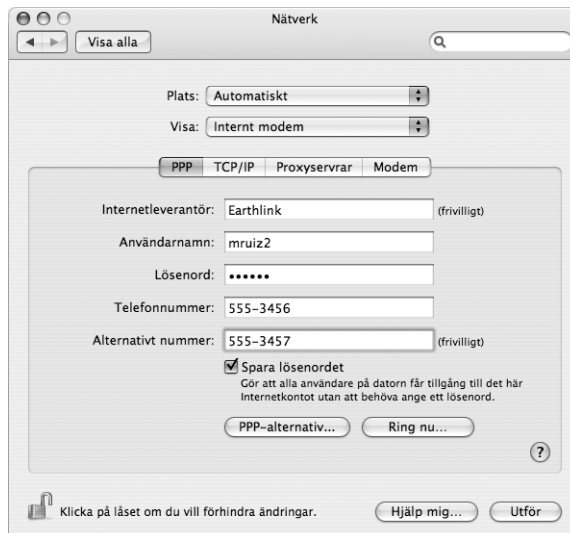 Nätverk
Visa alla
Plats: Automatiskt
Visa: Internt modem
PPP TCP/IP Proxyservrar Modem
Internetleverantör: Earthlink (frivilligt)
Användarnamn: mruiz2
Lösenord: ••••••
Telefonnummer: 555-3456
Alternativt nummer: 555-3457 (frivilligt)
Spara lösenordet
Gör att alla användare på datorn får tillgång till det här
Internetkontot utan att behöva ange ett lösenord.
PPP-alternativ... Ring nu...
?
Klicka på låset om du vill förhindra ändringar. Hjälp mig... Utför